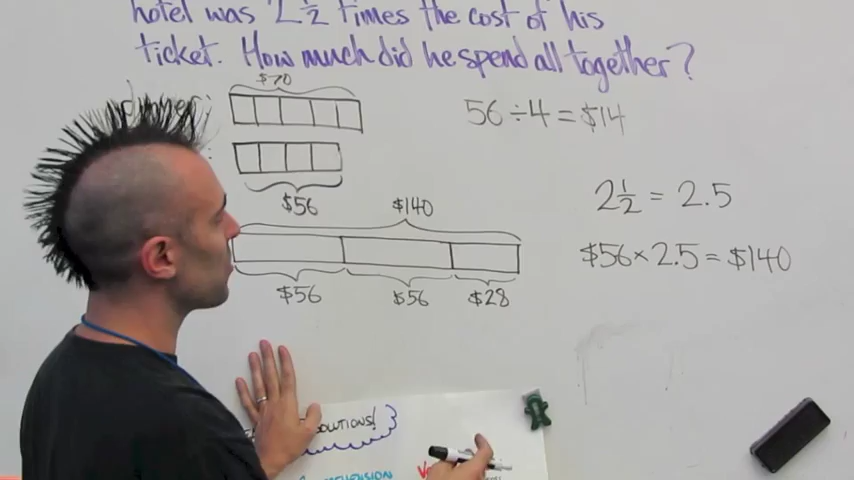 hotel was 2 1/2 times the cost of his
ticket. How much did he spend all together?
$70
dinner:
56 ÷ 4 = $14
$56
$140
2 1/2 = 2.5
$56 × 2.5 = $140
$56
$56
$28